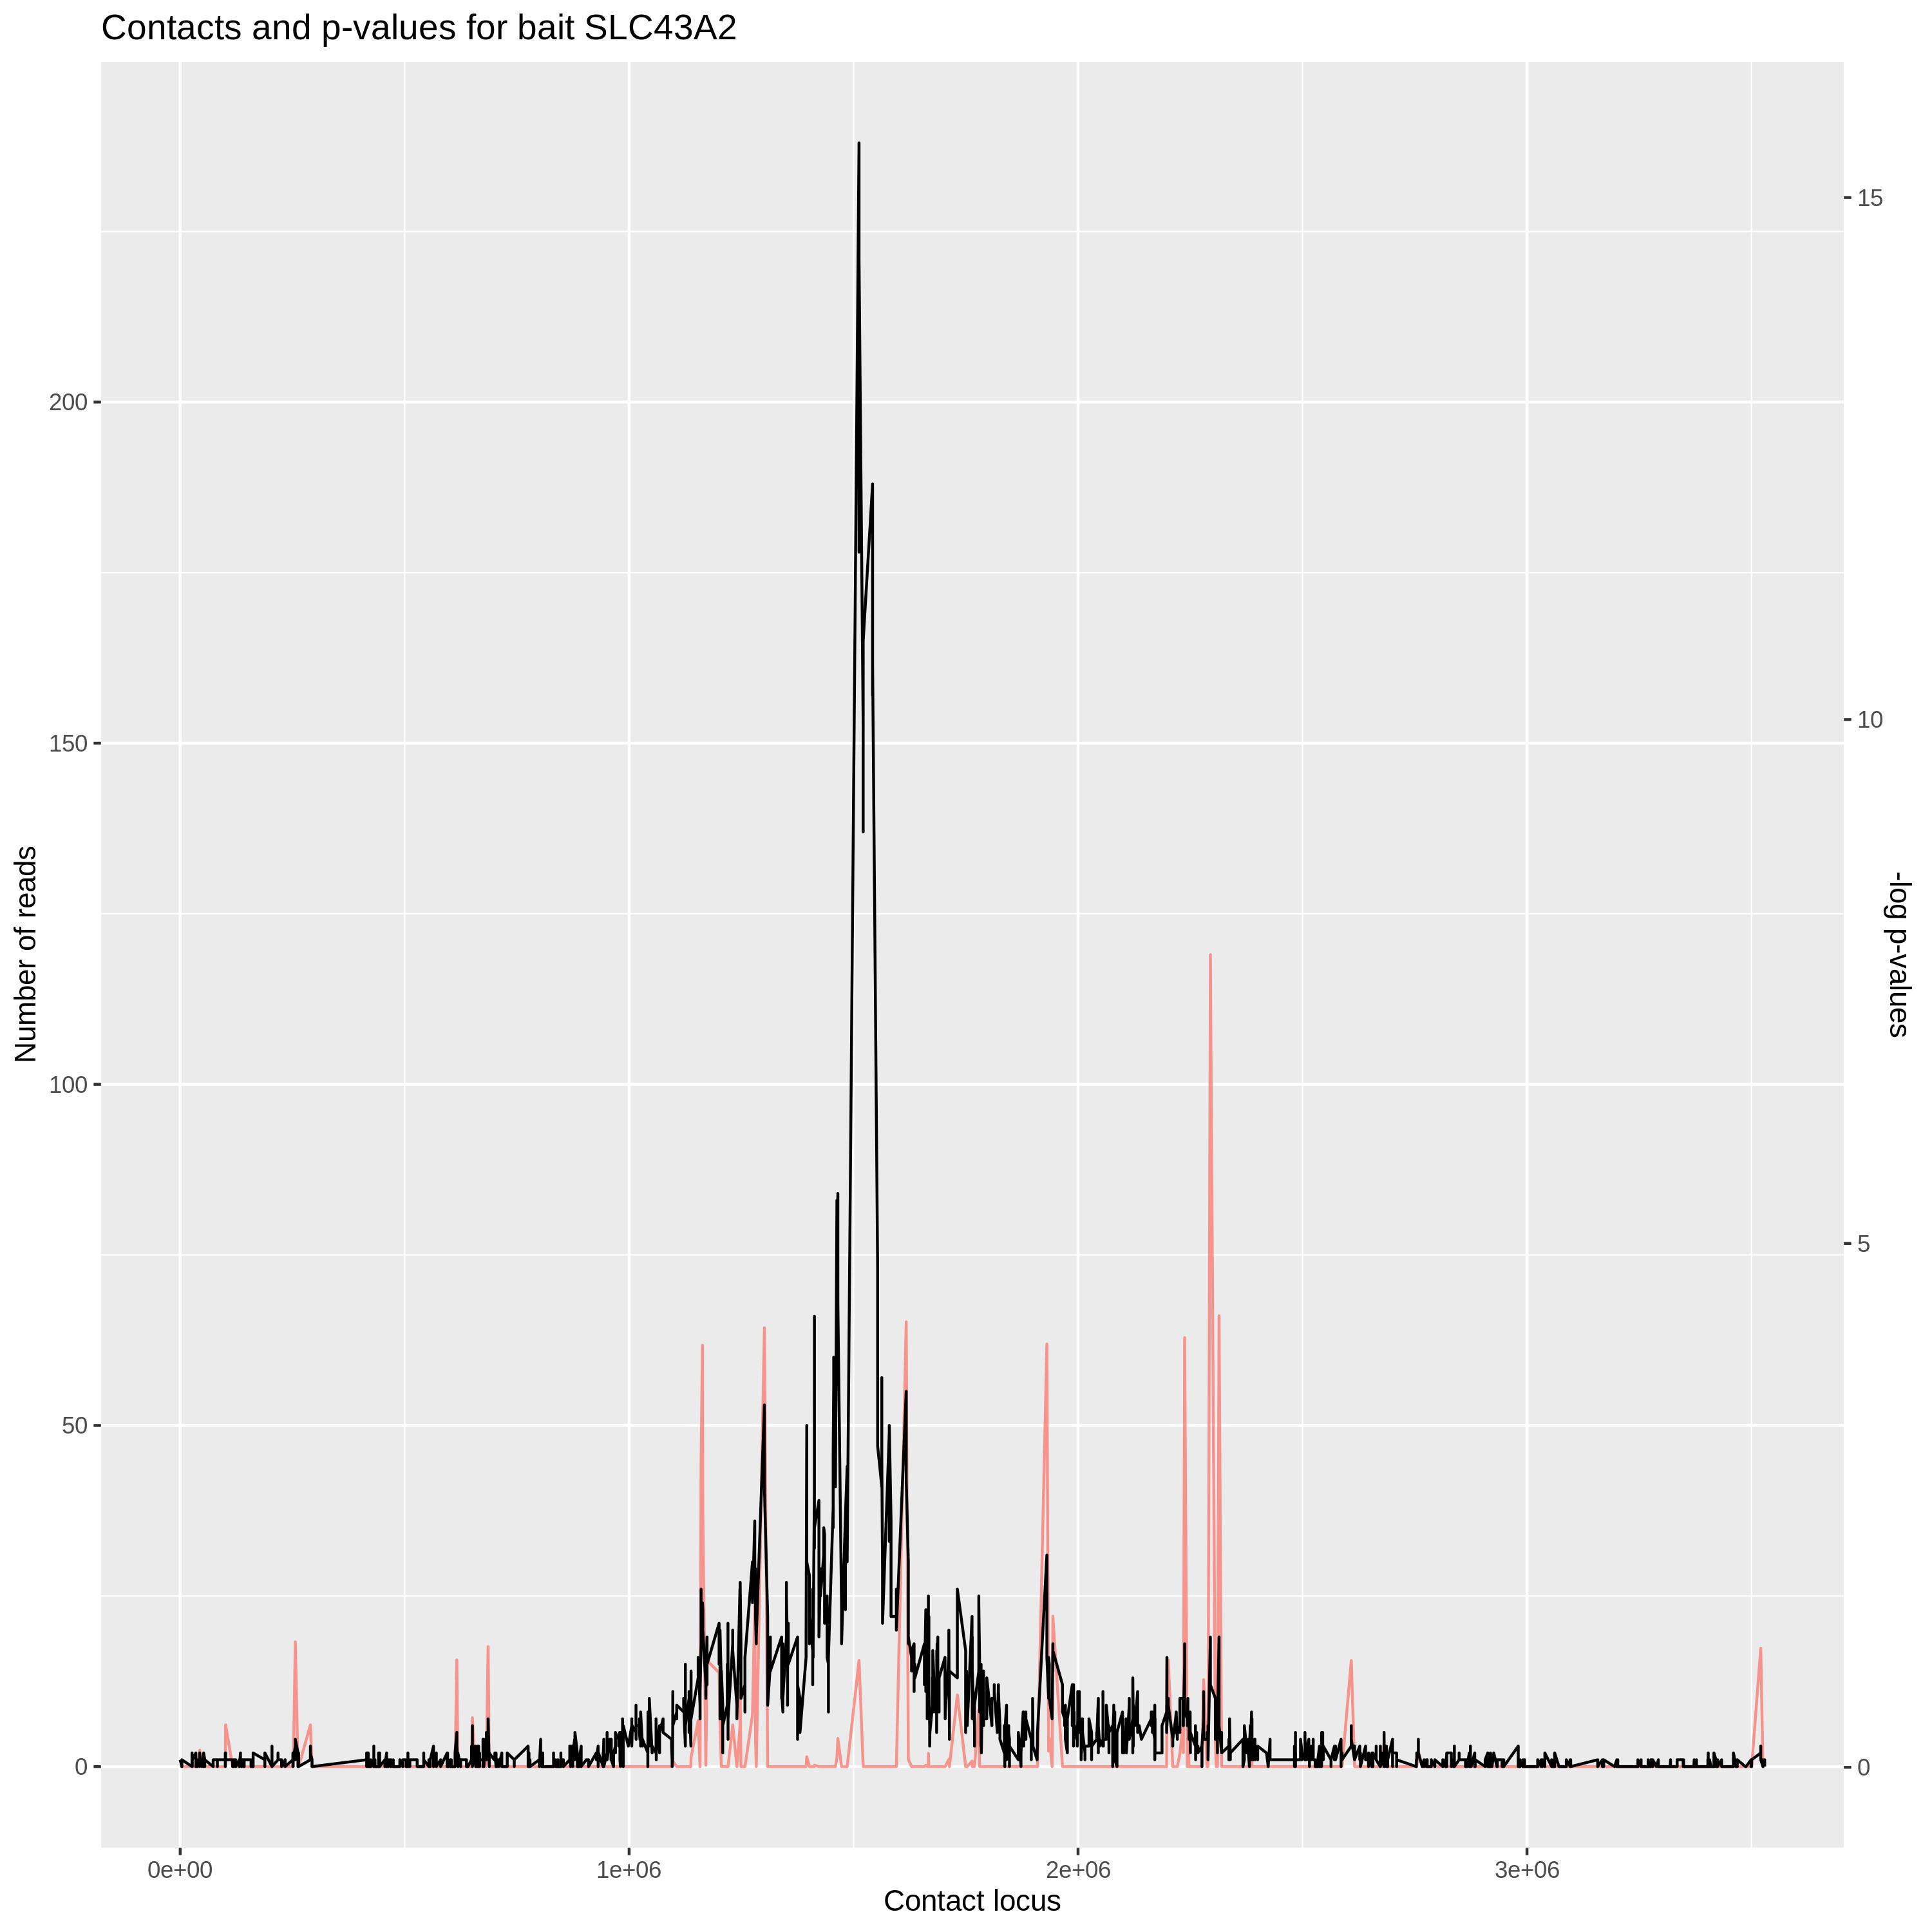 Contacts and p-values for bait SLC43A2
Number of reads
200
150
100
50
0
15
10
5
0
-log p-values
0e+00
1e+06
2e+06
3e+06
Contact locus